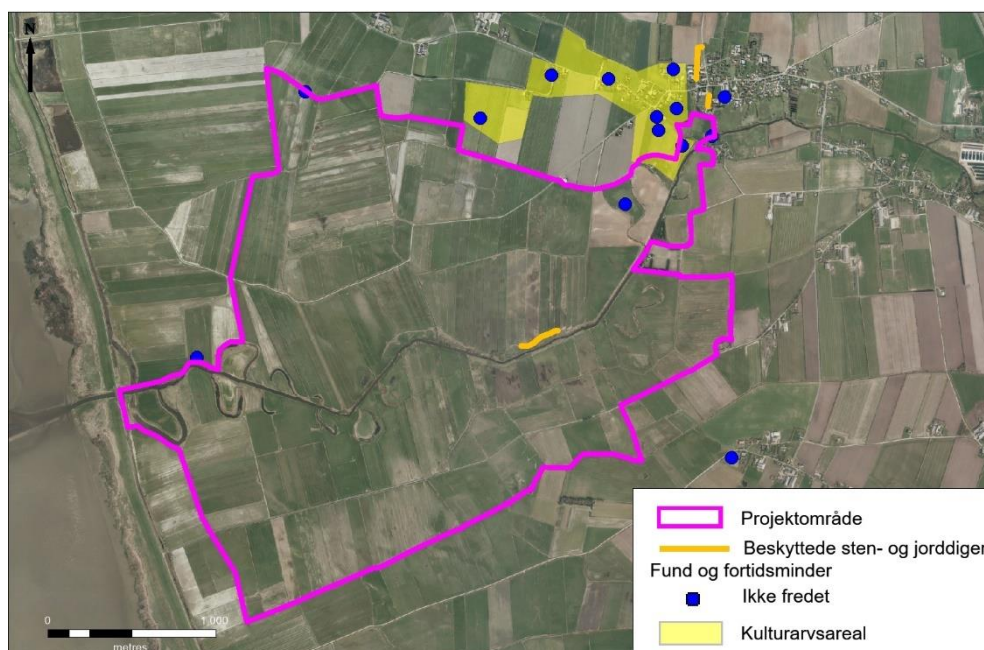 N
Projektområde
Beskyttede sten- og jorddiger
Fund og fortidsminder
Ikke fredet
Kulturarvsareal
0 1.000
metres